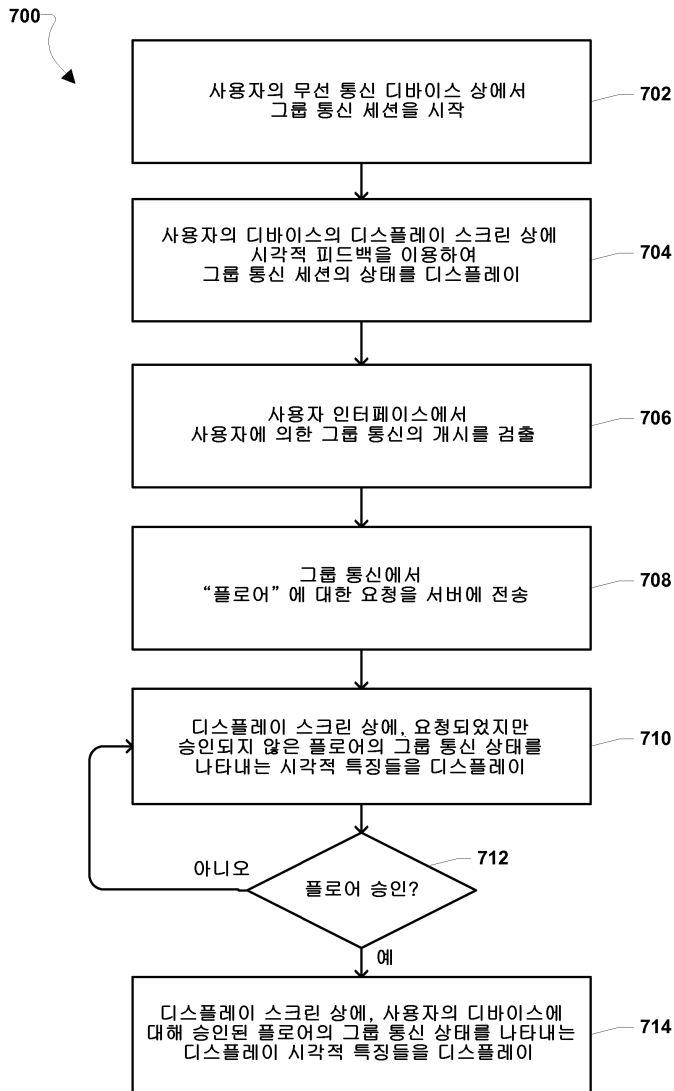 700
사용자의 무선 통신 디바이스 상에서
그룹 통신 세션을 시작
702
사용자의 디바이스의 디스플레이 스크린 상에
시각적 피드백을 이용하여
그룹 통신 세션의 상태를 디스플레이
704
사용자 인터페이스에서
사용자에 의한 그룹 통신의 개시를 검출
706
그룹 통신에서
“플로어” 에 대한 요청을 서버에 전송
708
디스플레이 스크린 상에, 요청되었지만
승인되지 않은 플로어의 그룹 통신 상태를
나타내는 시각적 특징들을 디스플레이
710
712
아니오
플로어 승인?
예
디스플레이 스크린 상에, 사용자의 디바이스에
대해 승인된 플로어의 그룹 통신 상태를 나타내는
디스플레이 시각적 특징들을 디스플레이
714